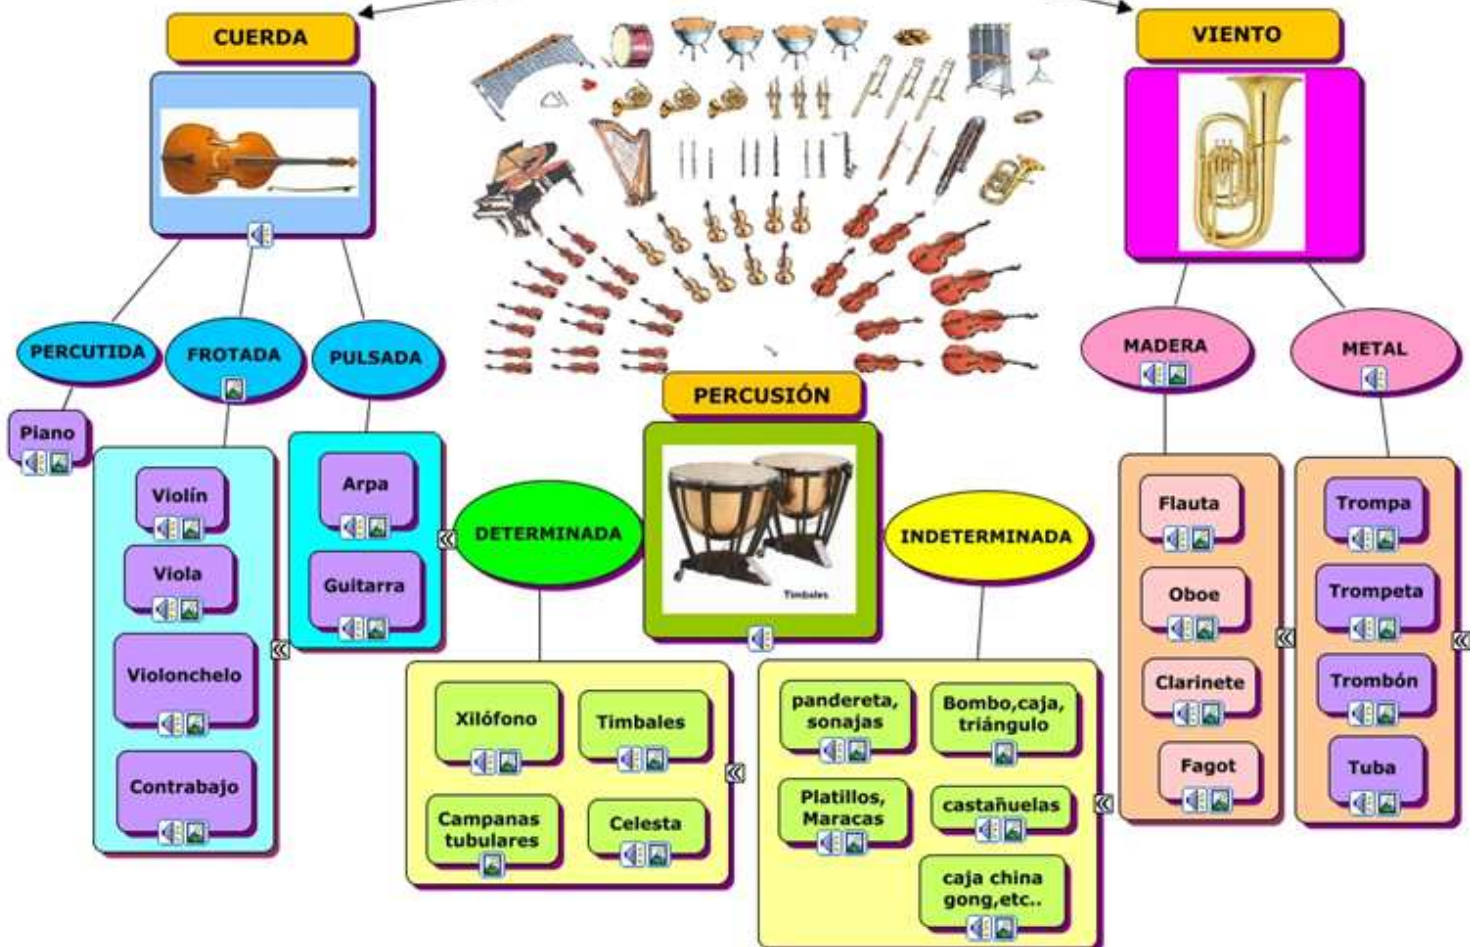 CUERDA
VIENTO
PERCUTIDA
FROTADA
PULSADA
MADERA
METAL
PERCUSIÓN
Piano
Violín
Viola
Violonchelo
Contrabajo
Arpa
Guitarra
DETERMINADA
Timbales
INDETERMINADA
Xilófono
Timbales
Campanas
tubulares
Celesta
pandereta,
sonajas
Bombo,caja,
triángulo
Platillos,
Maracas
castañuelas
caja china
gong,etc..
Flauta
Oboe
Clarinete
Fagot
Trompa
Trompeta
Trombón
Tuba